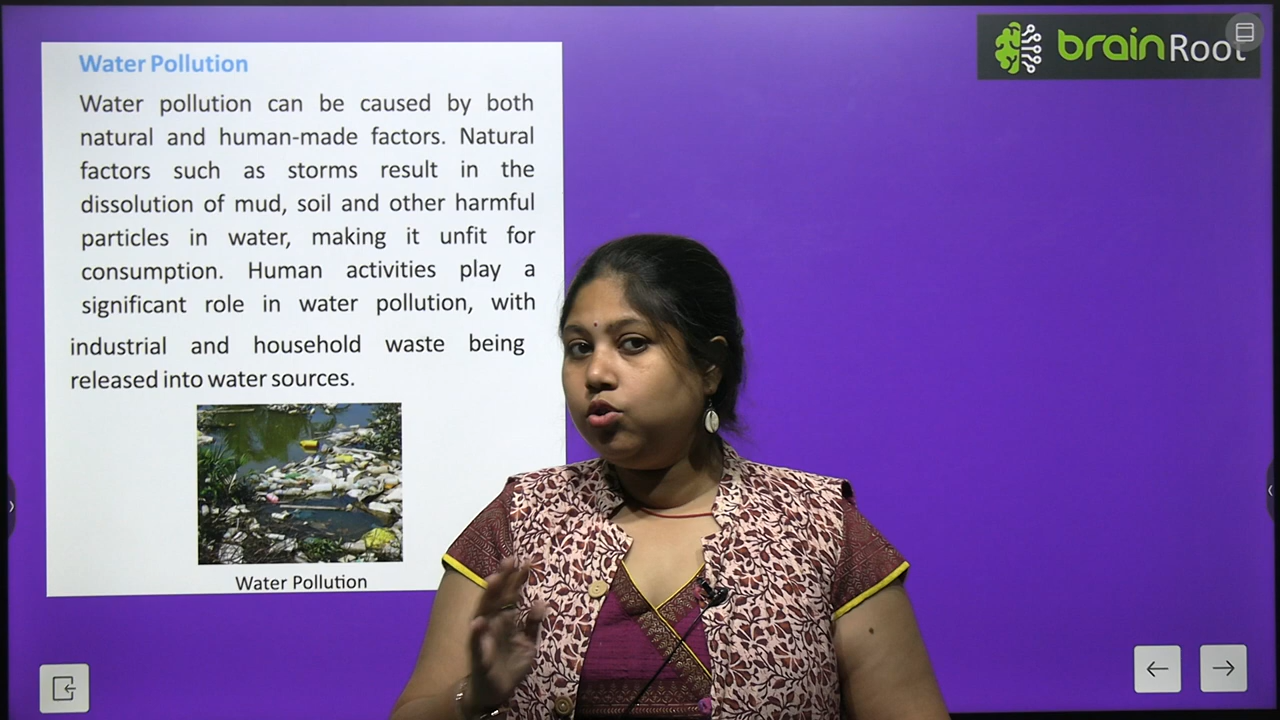 Water Pollution
Water pollution can be caused by both
natural and human-made factors. Natural
factors such as storms result in the
dissolution of mud, soil and other harmful
particles in water, making it unfit for
consumption. Human activities play a
significant role in water pollution, with
industrial and household waste being
released into water sources.
Water Pollution
brainRoot